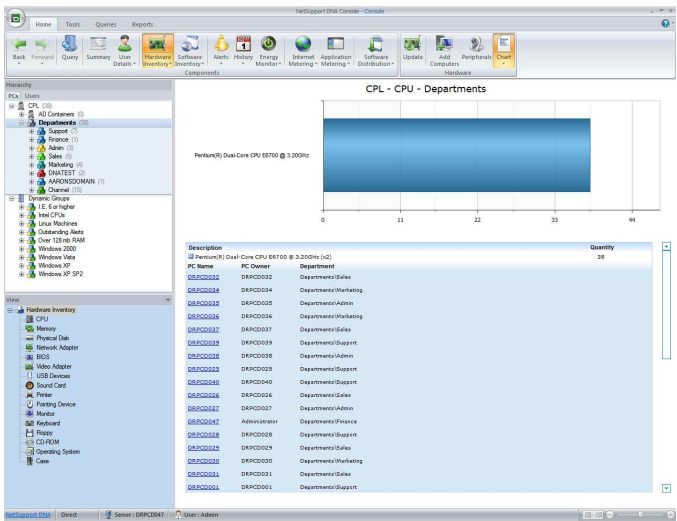 NetSupport DNA Console - Console
Home Tools Queries Reports
Back Forward Query Summary User Details Hardware Inventory Software Inventory Alerts History Energy Monitor Internet Metering Application Metering Software Distribution Update Add Computers Peripherals Chart
Components Hardware
Hierarchy
PCs Users
CPL (38)
AD Containers (0)
Departments (38)
Support (7)
Finance (1)
Admin (3)
Sales (5)
Marketing (4)
DNATEST (2)
AARONSDOMAIN (1)
Channel (15)
Dynamic Groups
I.E. 6 or higher
Intel CPUs
Linux Machines
Outstanding Alerts
Over 128 mb RAM
Windows 2000
Windows Vista
Windows XP
Windows XP SP2
View
Hardware Inventory
CPU
Memory
Physical Disk
Network Adapter
BIOS
Video Adapter
USB Devices
Sound Card
Printer
Pointing Device
Monitor
Keyboard
Floppy
CD-ROM
Operating System
Case
CPL - CPU - Departments
Pentium(R) Dual-Core CPU E6700 @ 3.20GHz
0 11 22 33 44
Description Quantity
Pentium(R) Dual-Core CPU E6700 @ 3.20GHz (x2) 38
PC Name PC Owner Department
DRPCD032 DRPCD032 Departments\Sales
DRPCD034 DRPCD034 Departments\Marketing
DRPCD035 DRPCD035 Departments\Admin
DRPCD036 DRPCD036 Departments\Marketing
DRPCD037 DRPCD037 Departments\Sales
DRPCD039 DRPCD039 Departments\Support
DRPCD038 DRPCD038 Departments\Admin
DRPCD025 DRPCD025 Departments\Support
DRPCD040 DRPCD040 Departments\Support
DRPCD026 DRPCD026 Departments\Sales
DRPCD027 DRPCD027 Departments\Admin
DRPCD047 Administrator Departments\Finance
DRPCD028 DRPCD028 Departments\Support
DRPCD029 DRPCD029 Departments\Sales
DRPCD030 DRPCD030 Departments\Marketing
DRPCD031 DRPCD031 Departments\Sales
DRPCD001 DRPCD001 Departments\Support
NetSupport DNA Direct Server : DRPCD047 User : Admin